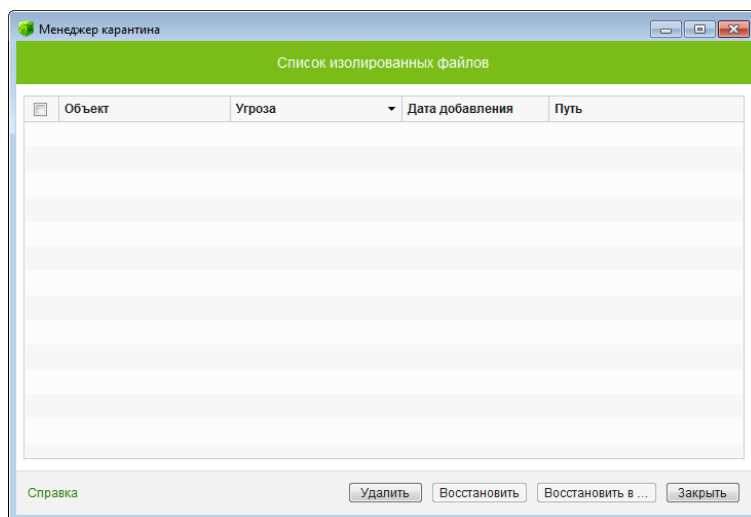 Менеджер карантина
Список изолированных файлов
Объект Угроза Дата добавления Путь
Справка Удалить Восстановить Восстановить в ... Закрыть